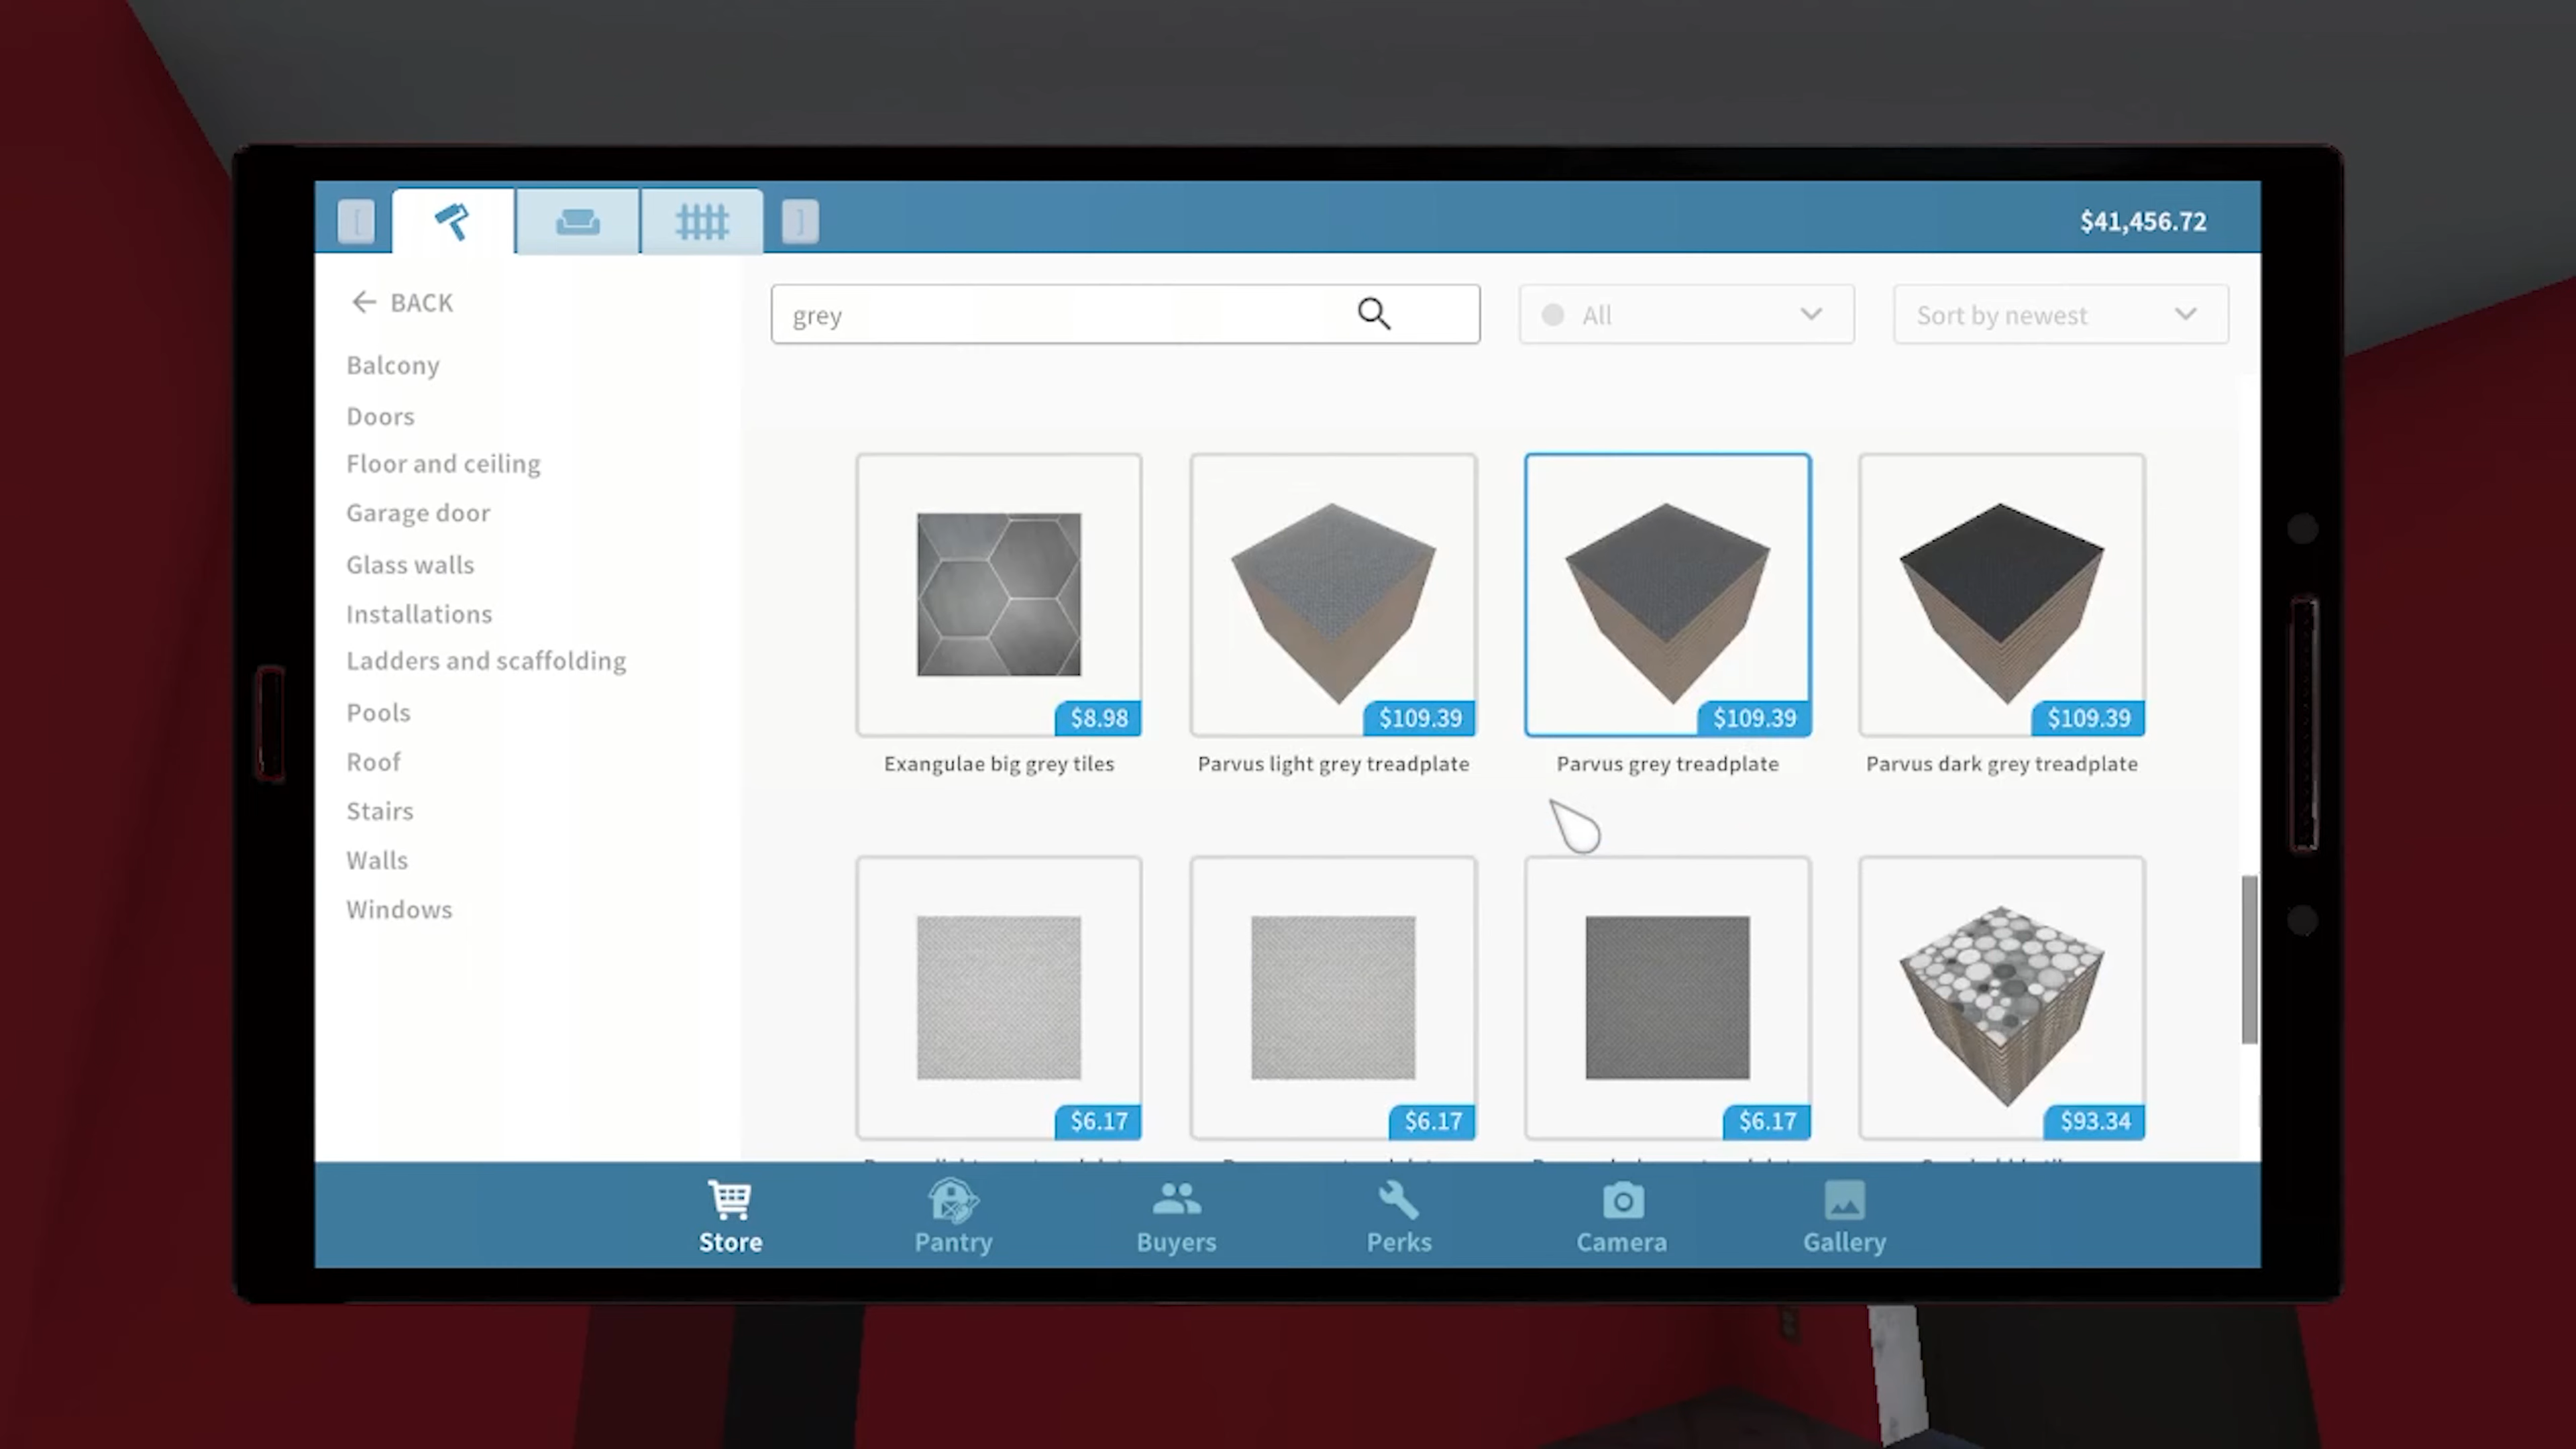 [
]
$41,456.72
BACK
grey
All
Sort by newest
Balcony
Doors
Floor and ceiling
Garage door
Glass walls
Installations
Ladders and scaffolding
Pools
Roof
Stairs
Walls
Windows
$8.98
$109.39
$109.39
$109.39
Exangulae big grey tiles
Parvus light grey treadplate
Parvus grey treadplate
Parvus dark grey treadplate
$6.17
$6.17
$6.17
$93.34
Store
Pantry
Buyers
Perks
Camera
Gallery